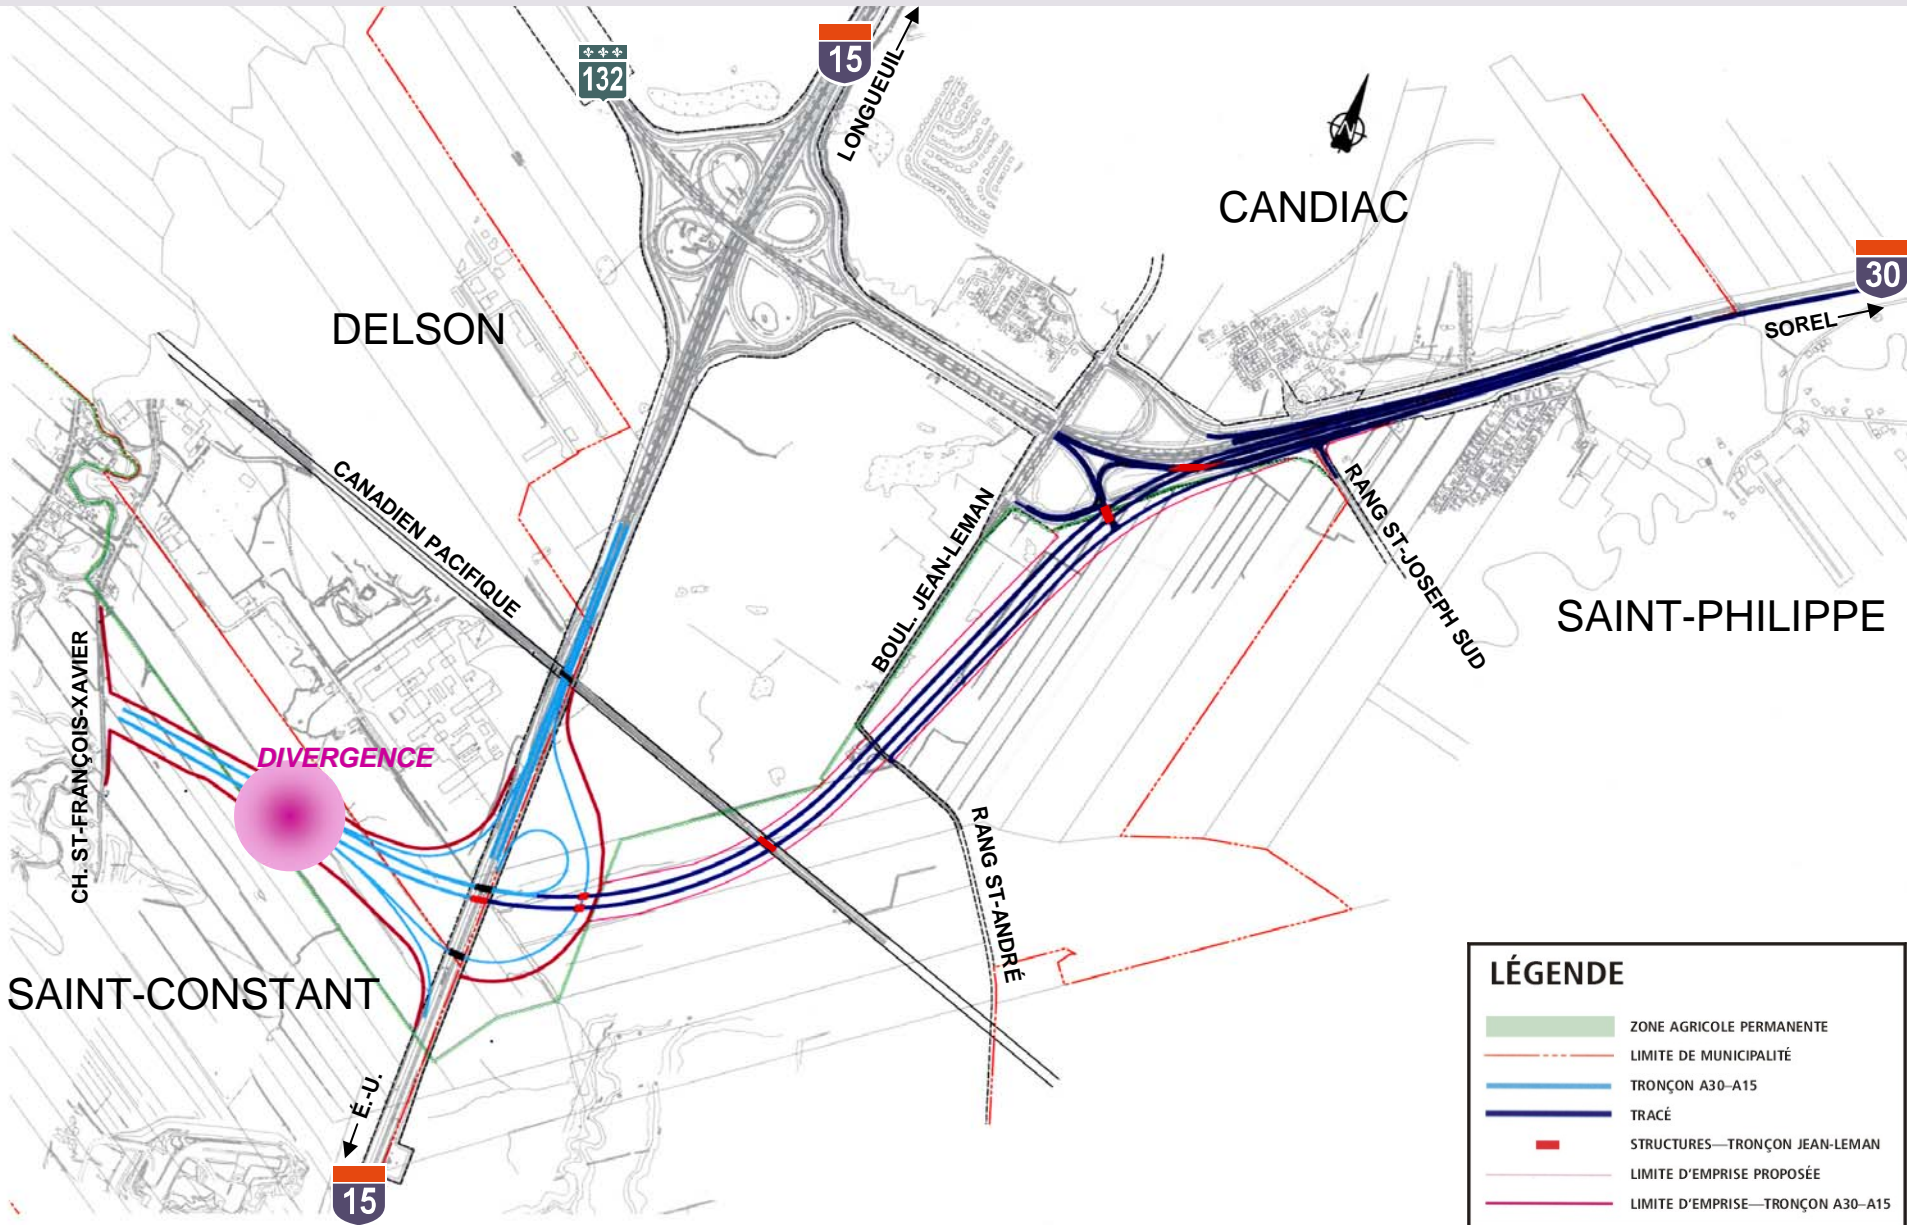 15
132
LONGUEUIL
N
CANDIAC
30
SOREL
DELSON
CANADIEN PACIFIQUE
BOUL. JEAN-LEMAN
RANG ST-JOSEPH SUD
SAINT-PHILIPPE
CH. ST-FRANÇOIS-XAVIER
DIVERGENCE
RANG ST-ANDRÉ
SAINT-CONSTANT
É.-U.
15
LÉGENDE
ZONE AGRICOLE PERMANENTE
LIMITE DE MUNICIPALITÉ
TRONÇON A30–A15
TRACÉ
STRUCTURES—TRONÇON JEAN-LEMAN
LIMITE D'EMPRISE PROPOSÉE
LIMITE D'EMPRISE—TRONÇON A30–A15